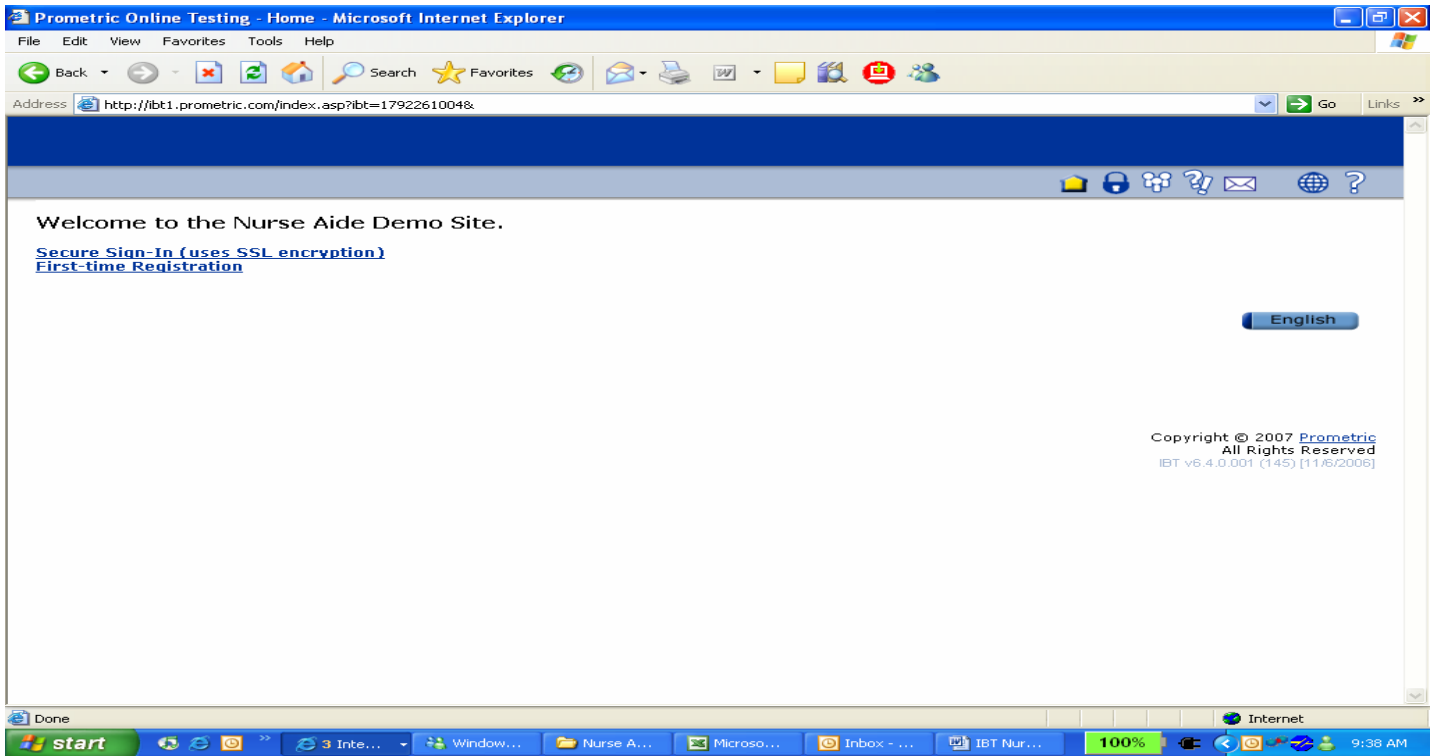 Prometric Online Testing - Home - Microsoft Internet Explorer
File Edit View Favorites Tools Help
Back Search Favorites
Address http://ibt1.prometric.com/index.asp?ibt=1792261004& Go Links »
Welcome to the Nurse Aide Demo Site.
Secure Sign-In (uses SSL encryption)
First-time Registration
English
Copyright © 2007 Prometric
All Rights Reserved
IBT v6.4.0.001 (145) [11/6/2006]
Done Internet
start 3 Inte... Window... Nurse A... Microso... Inbox - ... IBT Nur... 100% 9:38 AM